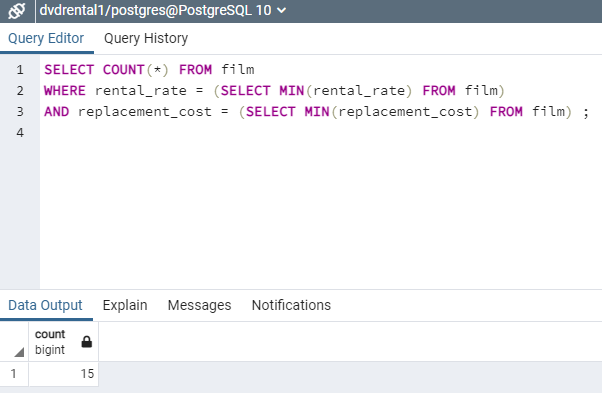 dvdrental1/postgres@PostgreSQL 10
Query Editor Query History
1 SELECT COUNT(*) FROM film
2 WHERE rental_rate = (SELECT MIN(rental_rate) FROM film)
3 AND replacement_cost = (SELECT MIN(replacement_cost) FROM film) ;
4
Data Output Explain Messages Notifications
count
bigint
1 15